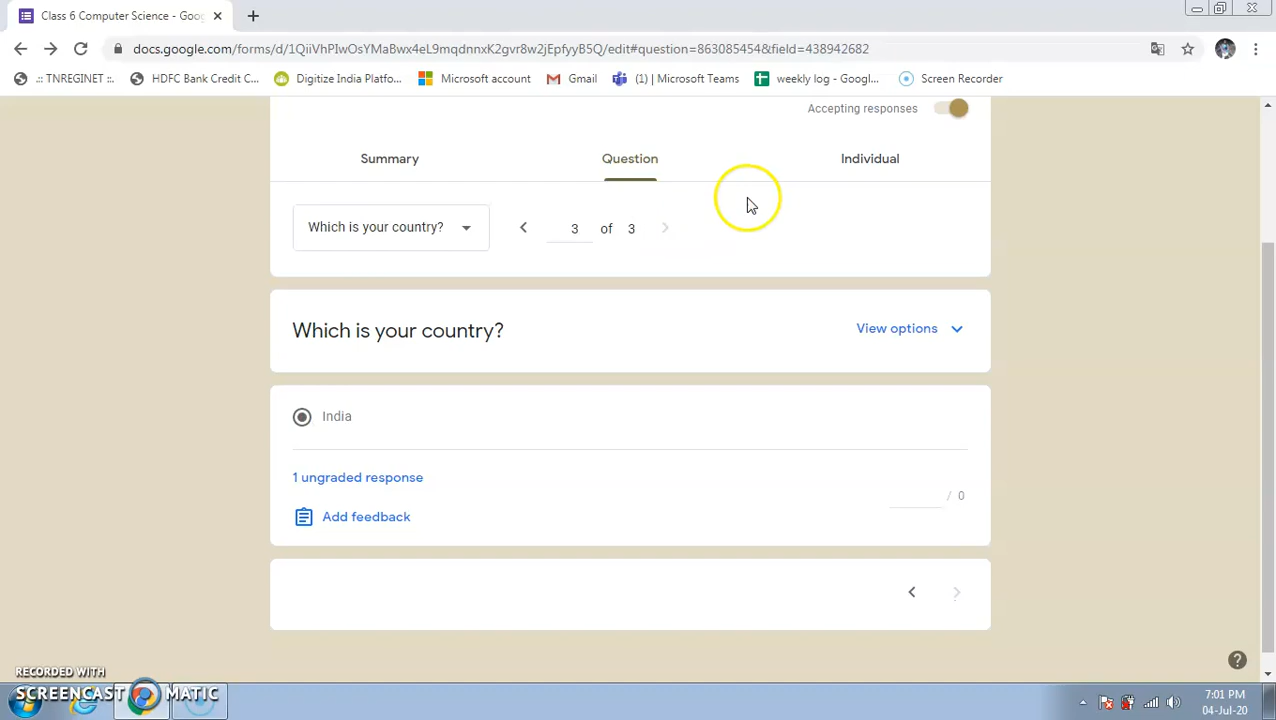 Class 6 Computer Science - Goog
docs.google.com/forms/d/1QiiVhPIwOsYMaBwx4eL9mqdnnxK2gvr8w2jEpfyyB5Q/edit#question=863085454&field=438942682
.:: TNREGINET ::.
HDFC Bank Credit C...
Digitize India Platfo...
Microsoft account
Gmail
(1) | Microsoft Teams
weekly log - Googl...
Screen Recorder
Accepting responses
Summary
Question
Individual
Which is your country?
3 of 3
Which is your country?
View options
India
1 ungraded response
/ 0
Add feedback
RECORDED WITH
SCREENCAST MATIC
7:01 PM
04-Jul-20